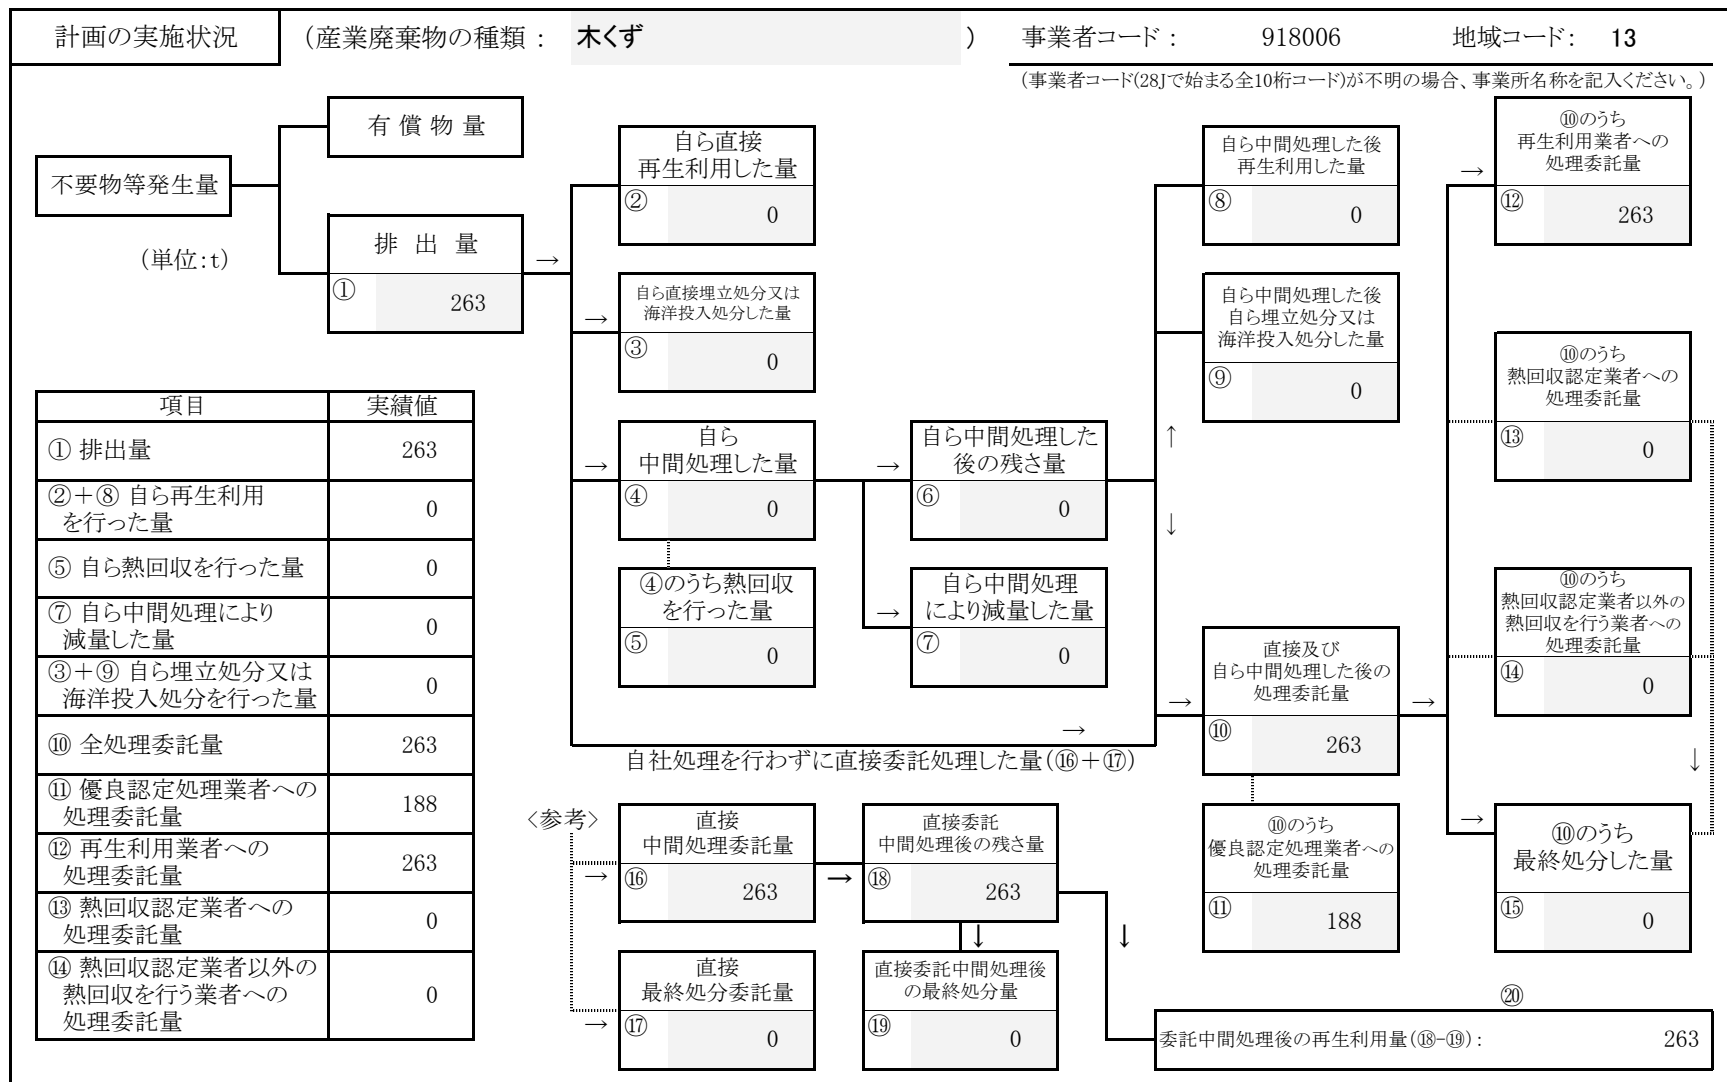 計画の実施状況
（産業廃棄物の種類： 木くず ）
事業者コード： 918006 地域コード： 13
（事業者コード(28Jで始まる全10桁コード)が不明の場合、事業所名称を記入ください。）
不要物等発生量
（単位:t）
有 償 物 量
排 出 量
① 263
→
自ら直接
再生利用した量
② 0
→
自ら直接埋立処分又は
海洋投入処分した量
③ 0
→
自ら
中間処理した量
④ 0
④のうち熱回収
を行った量
⑤ 0
→
自ら中間処理した
後の残さ量
⑥ 0
→
自ら中間処理
により減量した量
⑦ 0
自ら中間処理した後
再生利用した量
⑧ 0
自ら中間処理した後
自ら埋立処分又は
海洋投入処分した量
⑨ 0
↑
↓
→
自社処理を行わずに直接委託処理した量(⑯＋⑰)
→
直接及び
自ら中間処理した後の
処理委託量
⑩ 263
→
⑩のうち
優良認定処理業者への
処理委託量
⑪ 188
→
⑩のうち
再生利用業者への
処理委託量
⑫ 263
⑩のうち
熱回収認定業者への
処理委託量
⑬ 0
⑩のうち
熱回収認定業者以外の
熱回収を行う業者への
処理委託量
⑭ 0
↓
→
⑩のうち
最終処分した量
⑮ 0
項目 実績値
① 排出量 263
②＋⑧ 自ら再生利用
を行った量 0
⑤ 自ら熱回収を行った量 0
⑦ 自ら中間処理により
減量した量 0
③＋⑨ 自ら埋立処分又は
海洋投入処分を行った量 0
⑩ 全処理委託量 263
⑪ 優良認定処理業者への
処理委託量 188
⑫ 再生利用業者への
処理委託量 263
⑬ 熱回収認定業者への
処理委託量 0
⑭ 熱回収認定業者以外の
熱回収を行う業者への
処理委託量 0
＜参考＞
→
直接
中間処理委託量
⑯ 263
→
直接委託
中間処理後の残さ量
⑱ 263
↓
↓
→
直接
最終処分委託量
⑰ 0
直接委託中間処理後
の最終処分量
⑲ 0
⑳
委託中間処理後の再生利用量(⑱-⑲)： 263